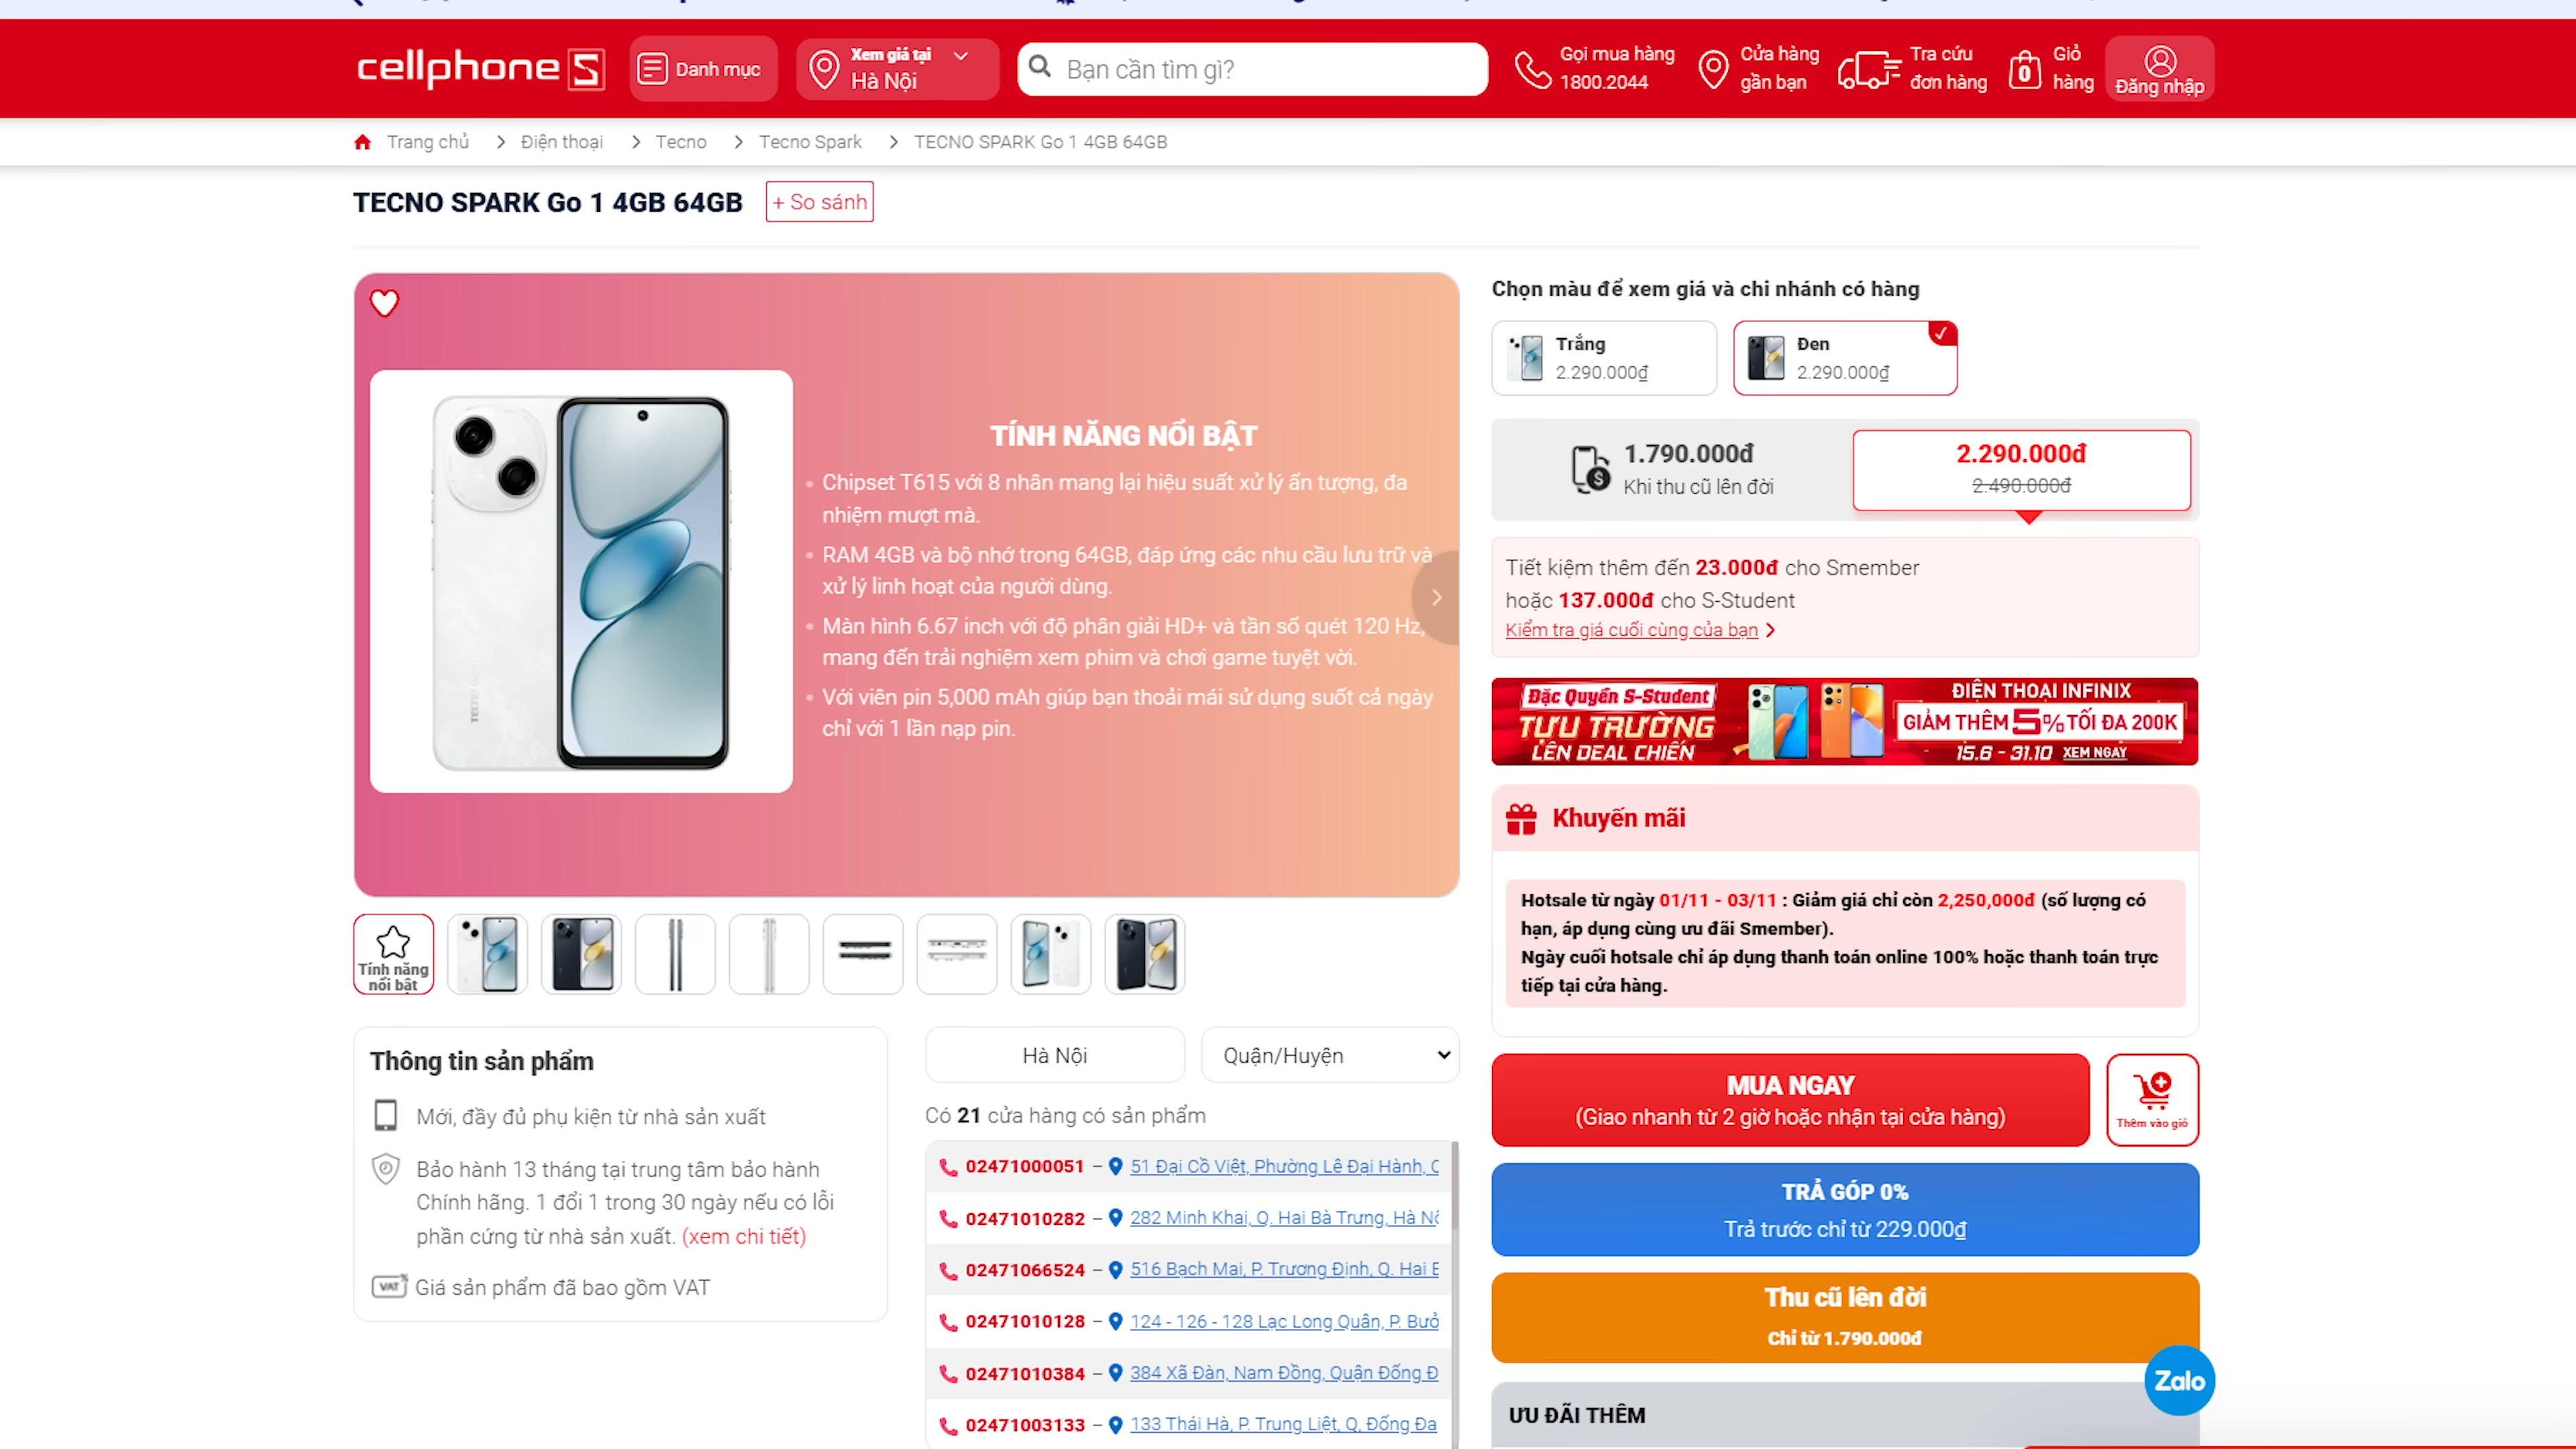 cellphoneS
Danh mục
Xem giá tại
Hà Nội
Bạn cần tìm gì?
Gọi mua hàng
1800.2044
Cửa hàng
gần bạn
Tra cứu
đơn hàng
0
Giỏ
hàng
Đăng nhập
Trang chủ > Điện thoại > Tecno > Tecno Spark > TECNO SPARK Go 1 4GB 64GB
TECNO SPARK Go 1 4GB 64GB
+ So sánh
TÍNH NĂNG NỔI BẬT
Chipset T615 với 8 nhân mang lại hiệu suất xử lý ấn tượng, đa
nhiệm mượt mà.
RAM 4GB và bộ nhớ trong 64GB, đáp ứng các nhu cầu lưu trữ và
xử lý linh hoạt của người dùng.
Màn hình 6.67 inch với độ phân giải HD+ và tần số quét 120 Hz,
mang đến trải nghiệm xem phim và chơi game tuyệt vời.
Với viên pin 5,000 mAh giúp bạn thoải mái sử dụng suốt cả ngày
chỉ với 1 lần nạp pin.
Tính năng
nổi bật
Thông tin sản phẩm
Mới, đầy đủ phụ kiện từ nhà sản xuất
Bảo hành 13 tháng tại trung tâm bảo hành
Chính hãng. 1 đổi 1 trong 30 ngày nếu có lỗi
phần cứng từ nhà sản xuất. (xem chi tiết)
VAT
Giá sản phẩm đã bao gồm VAT
Hà Nội
Quận/Huyện
Có 21 cửa hàng có sản phẩm
02471000051 – 51 Đại Cồ Việt, Phường Lê Đại Hành,
02471010282 – 282 Minh Khai, Q. Hai Bà Trưng, Hà
02471066524 – 516 Bạch Mai, P. Trương Định, Q. Hai
02471010128 – 124 - 126 - 128 Lạc Long Quân, P.
02471010384 – 384 Xã Đàn, Nam Đồng, Quận Đống
02471003133 – 133 Thái Hà, P. Trung Liệt, Q, Đống Đa
Chọn màu để xem giá và chi nhánh có hàng
Trắng
2.290.000₫
Đen
2.290.000₫
1.790.000đ
Khi thu cũ lên đời
2.290.000đ
2.490.000đ
Tiết kiệm thêm đến 23.000đ cho Smember
hoặc 137.000đ cho S-Student
Kiểm tra giá cuối cùng của bạn >
Đặc Quyền S-Student
TỰU TRƯỜNG
LÊN DEAL CHIẾN
ĐIỆN THOẠI INFINIX
GIẢM THÊM 5% TỐI ĐA 200K
15.6 - 31.10 XEM NGAY
Khuyến mãi
Hotsale từ ngày 01/11 - 03/11 : Giảm giá chỉ còn 2,250,000đ (số lượng có
hạn, áp dụng cùng ưu đãi Smember).
Ngày cuối hotsale chỉ áp dụng thanh toán online 100% hoặc thanh toán trực
tiếp tại cửa hàng.
MUA NGAY
(Giao nhanh từ 2 giờ hoặc nhận tại cửa hàng)
Thêm vào giỏ
TRẢ GÓP 0%
Trả trước chỉ từ 229.000₫
Thu cũ lên đời
Chỉ từ 1.790.000đ
Zalo
ƯU ĐÃI THÊM